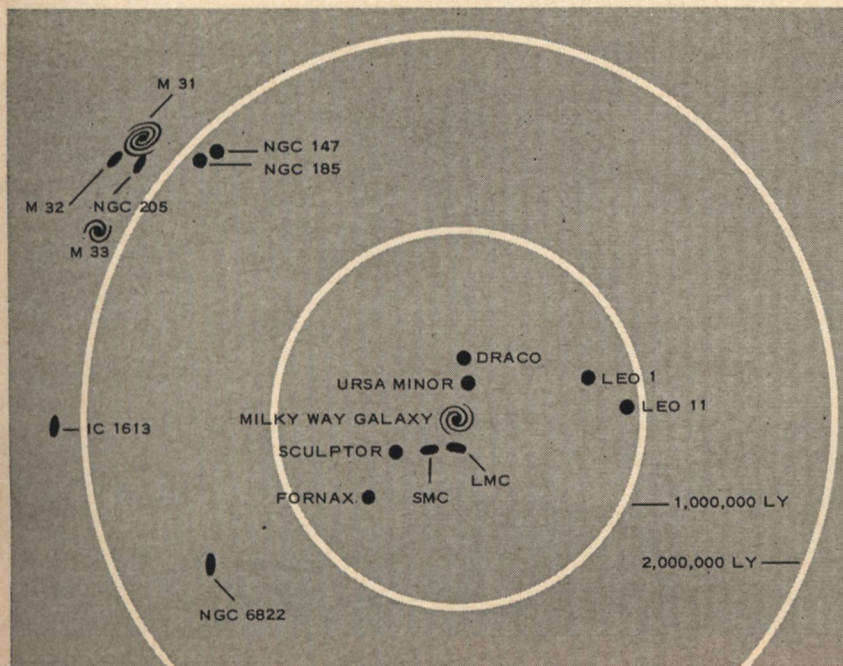 M 31
NGC 147
NGC 185
M 32
NGC 205
M 33
DRACO
URSA MINOR
LEO 1
LEO 11
MILKY WAY GALAXY
IC 1613
SCULPTOR
LMC
FORNAX
SMC
1,000,000 LY
2,000,000 LY
NGC 6822